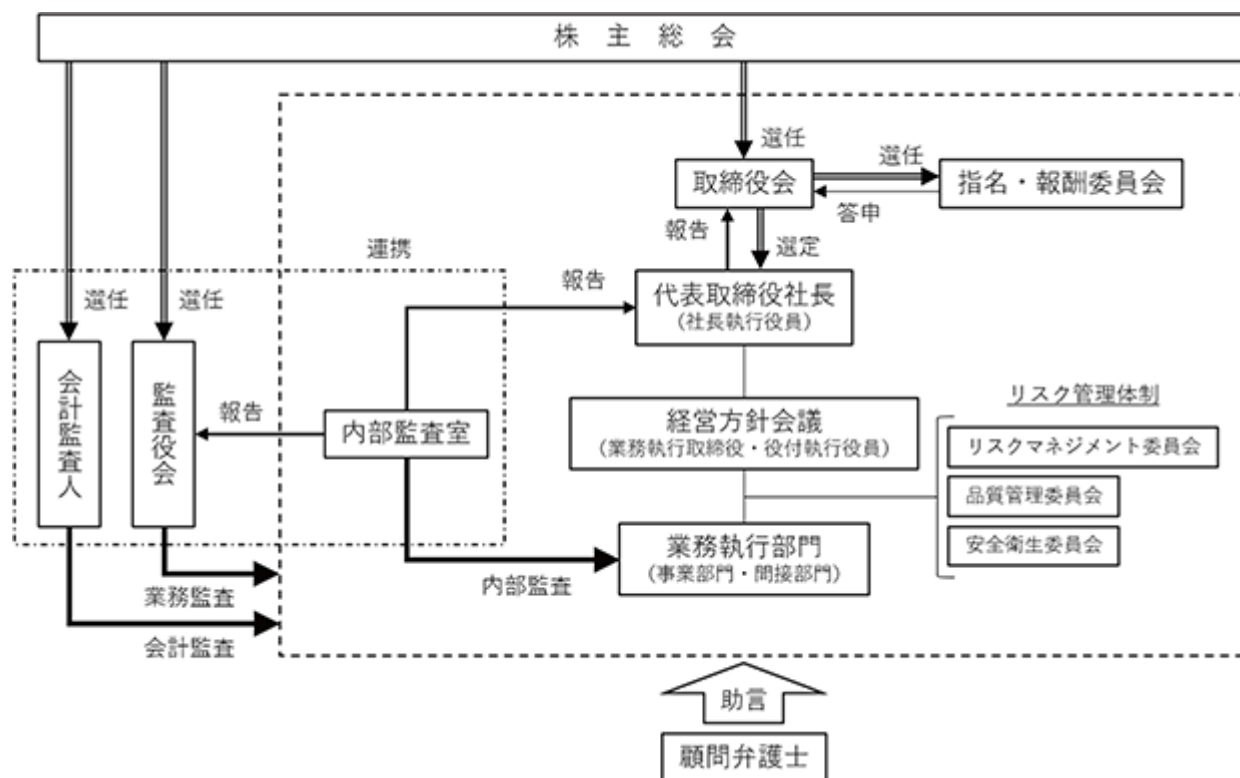 株主総会
選任
選任
取締役会
指名・報酬委員会
答申
報告
選定
連携
報告
代表取締役社長
(社長執行役員)
選任
選任
会計監査人
監査役会
報告
内部監査室
経営方針会議
(業務執行取締役・役付執行役員)
リスク管理体制
リスクマネジメント委員会
品質管理委員会
安全衛生委員会
業務執行部門
(事業部門・間接部門)
内部監査
業務監査
会計監査
助言
顧問弁護士